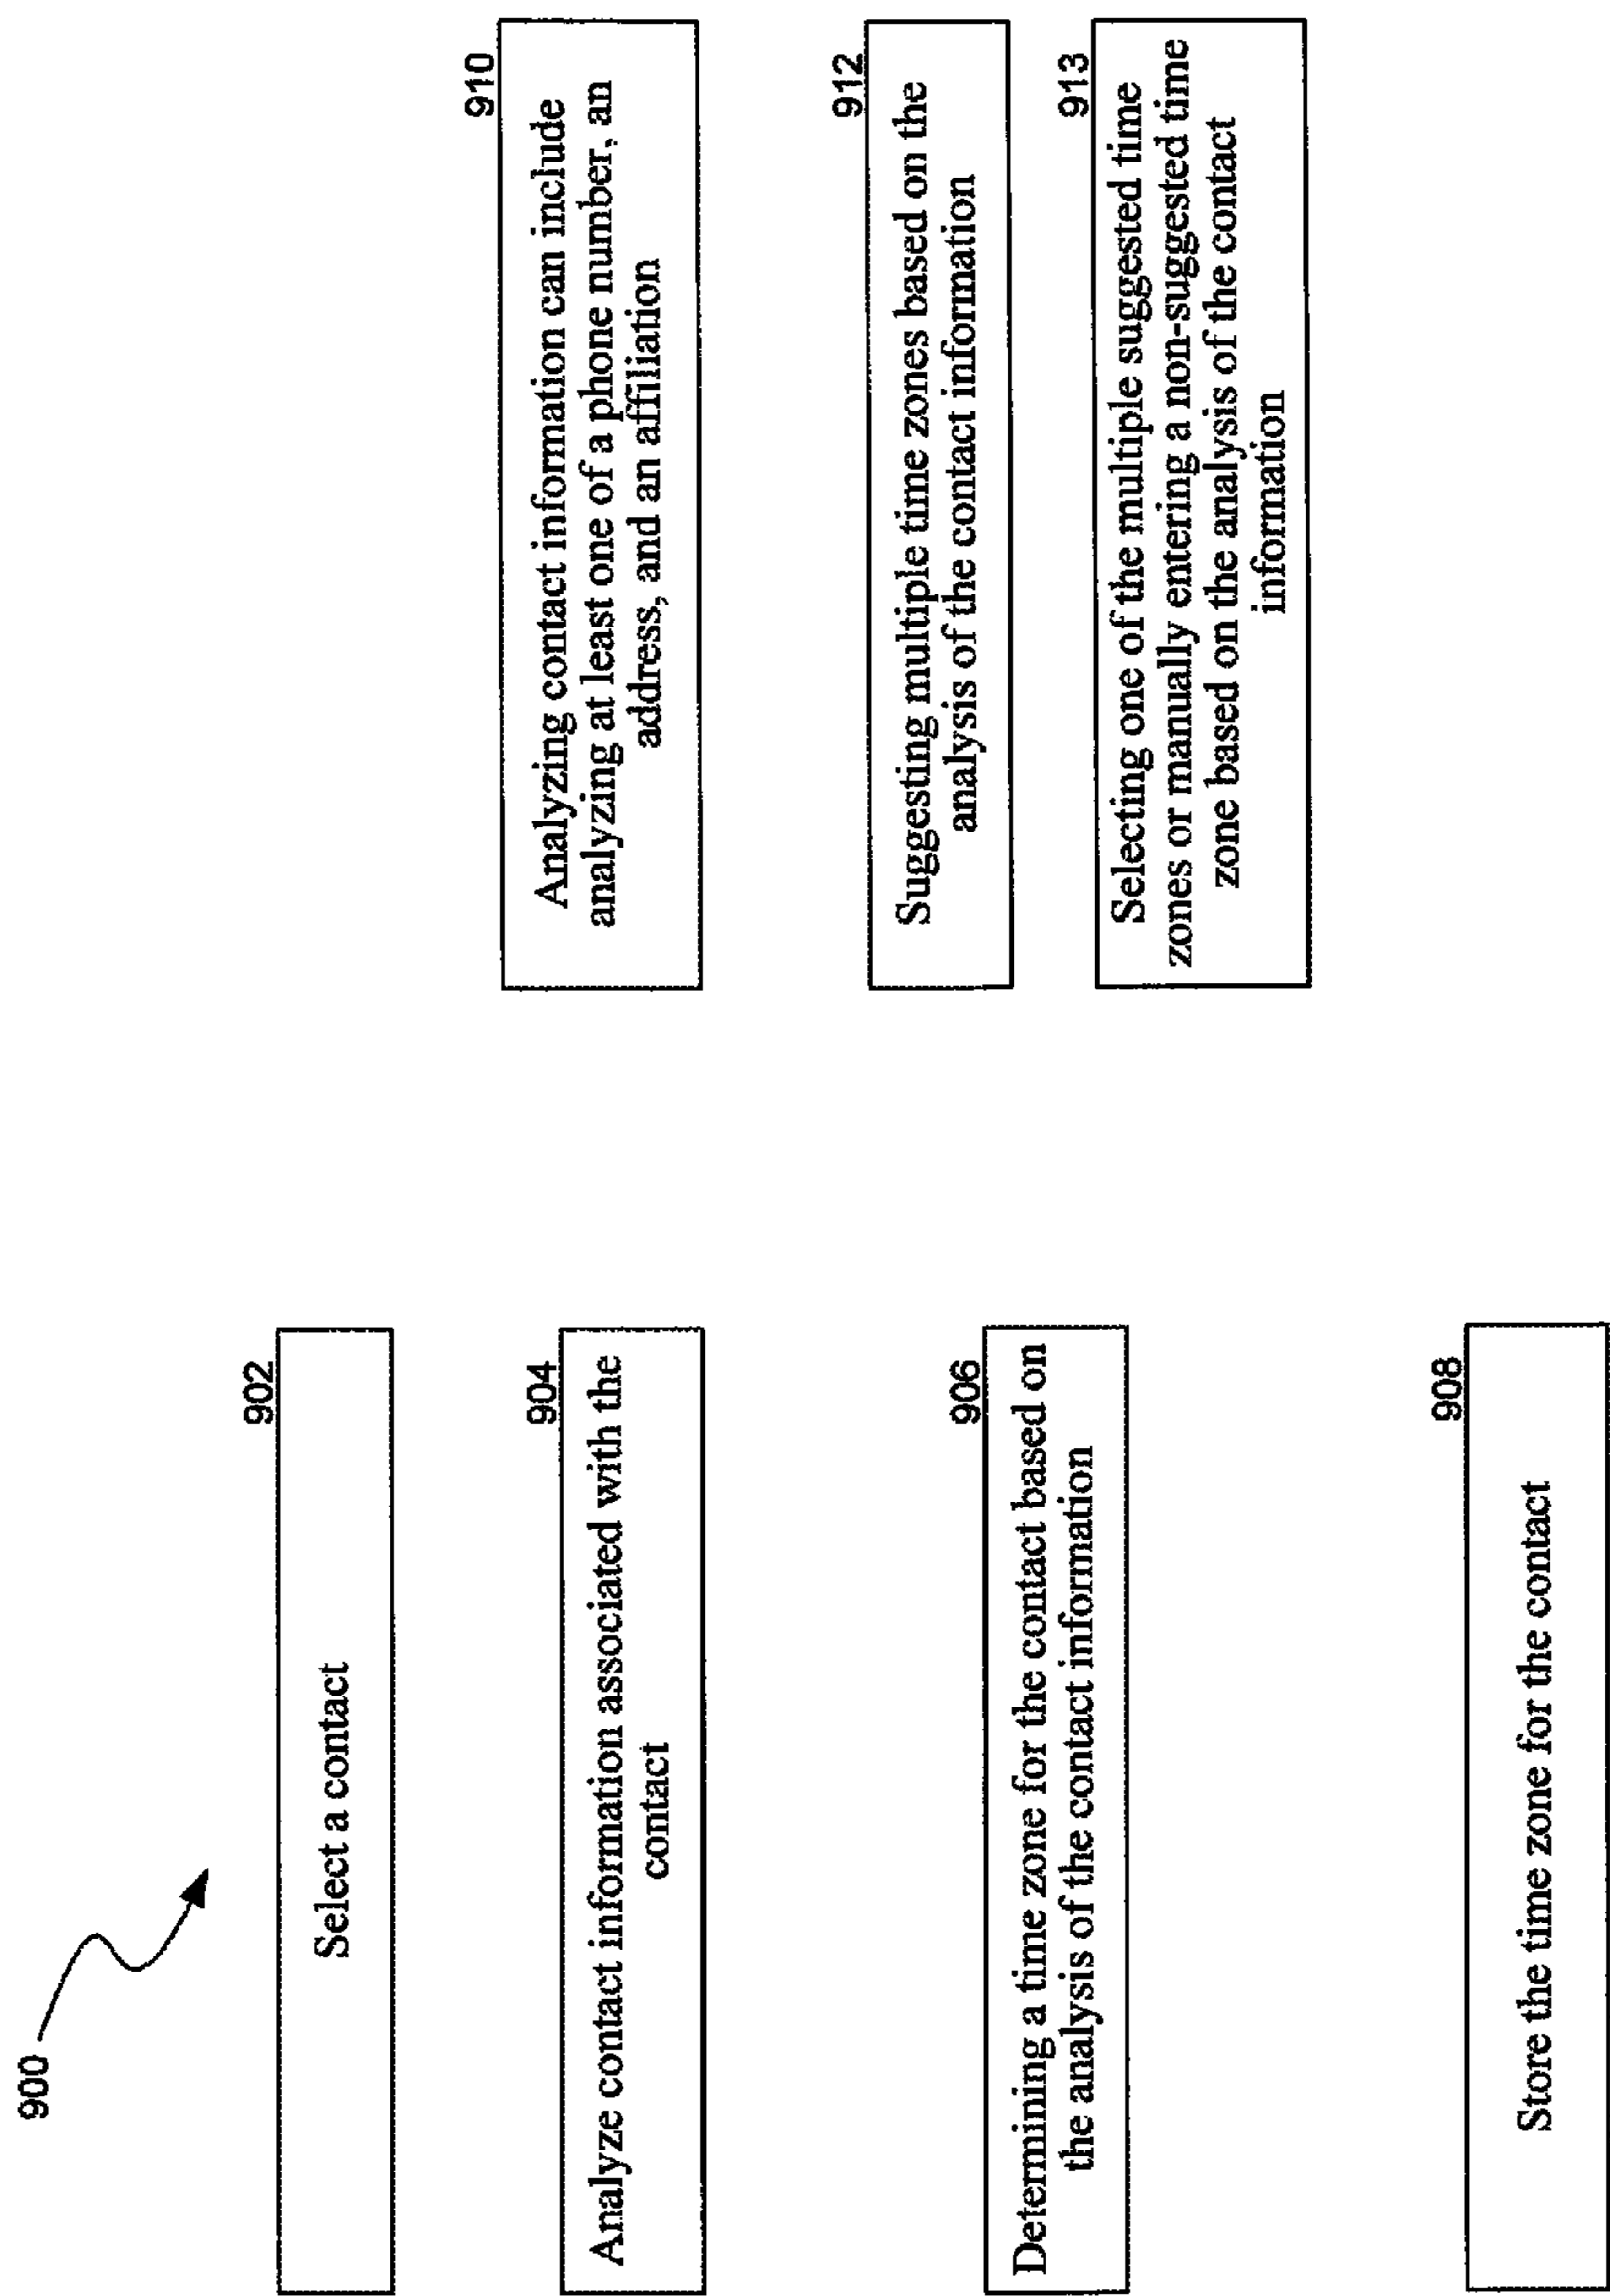 900
902
Select a contact
904
Analyze contact information associated with the
contact
906
Determining a time zone for the contact based on
the analysis of the contact information
908
Store the time zone for the contact
910
Analyzing contact information can include
analyzing at least one of a phone number, an
address, and an affiliation
912
Suggesting multiple time zones based on the
analysis of the contact information
913
Selecting one of the multiple suggested time
zones or manually entering a non-suggested time
zone based on the analysis of the contact
information